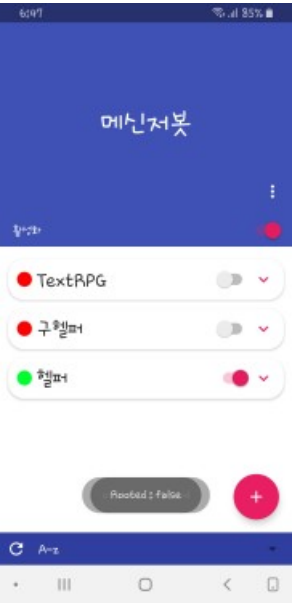 6:47
85%
메신저봇
활성화
TextRPG
구헬퍼
헬퍼
Rooted : false
A-z